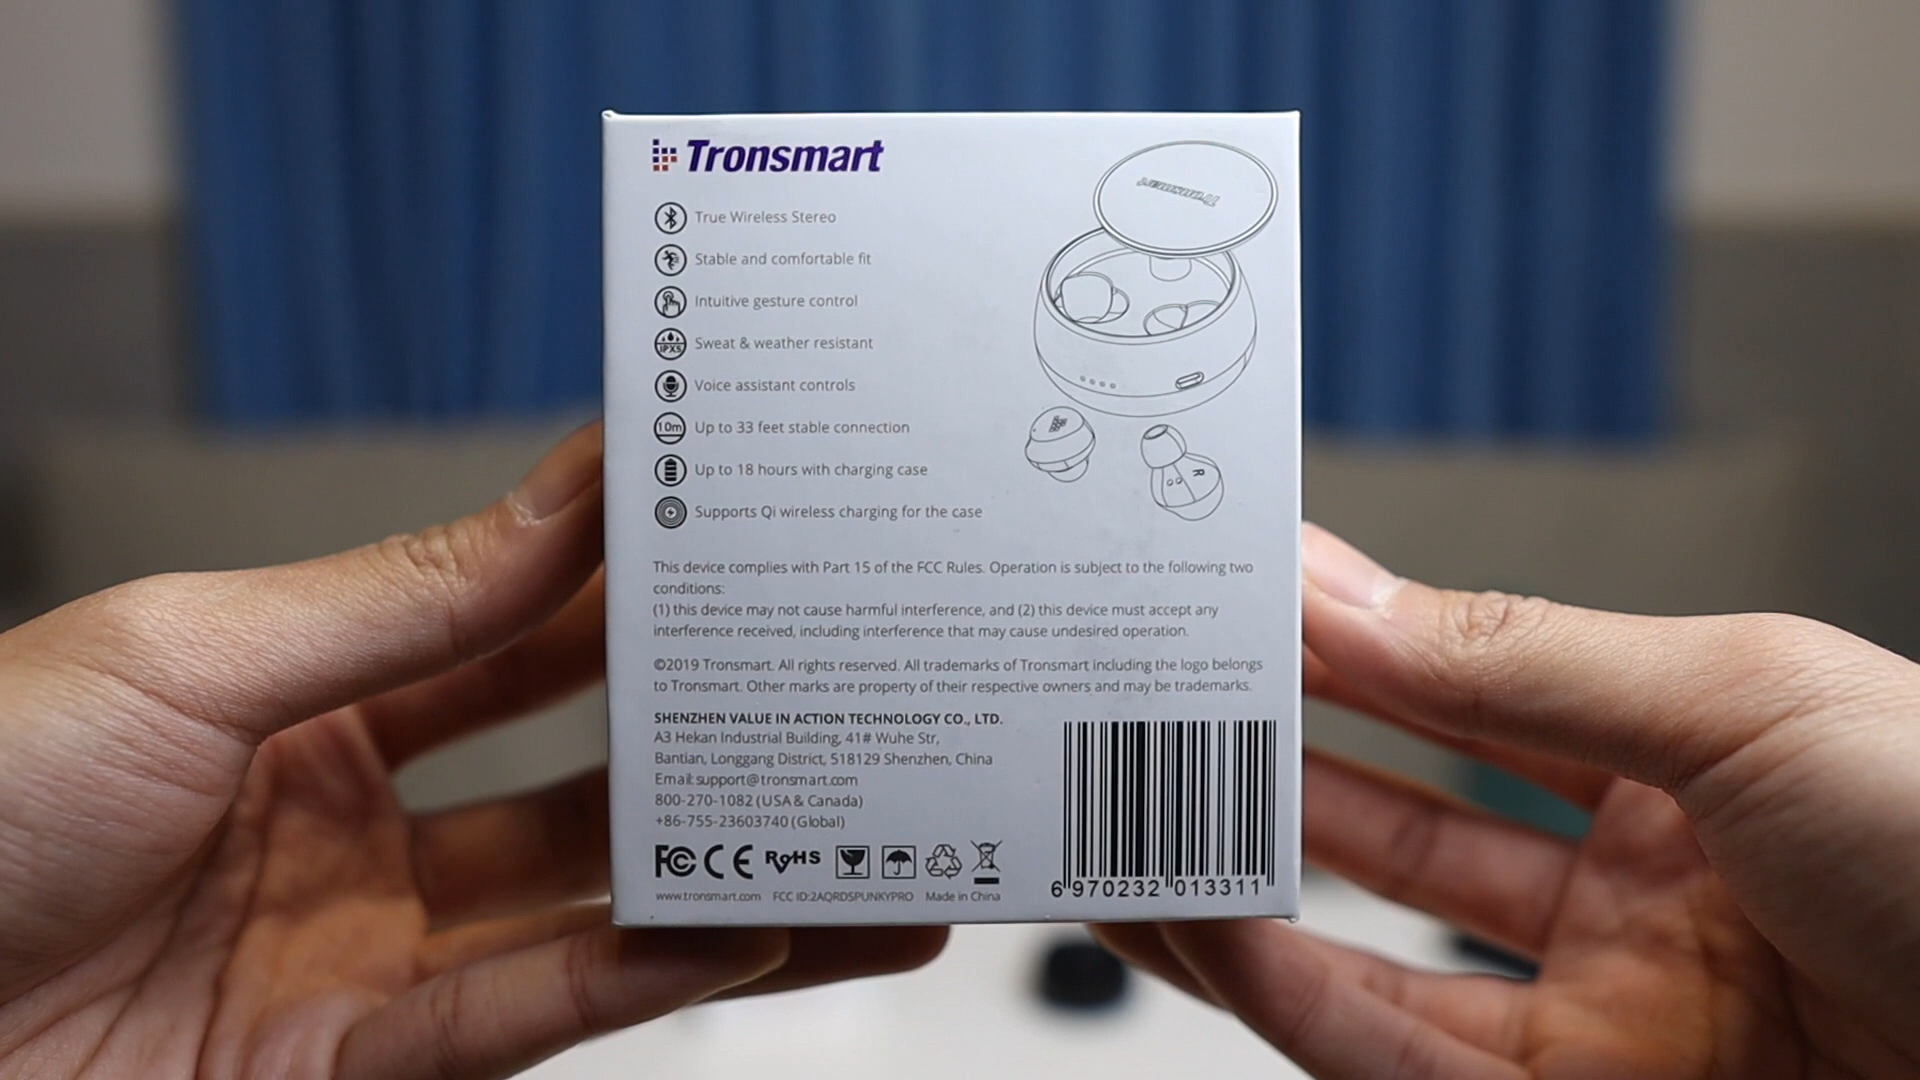 Tronsmart
Tronsmart
True Wireless Stereo
Stable and comfortable fit
Intuitive gesture control
IPX5
Sweat & weather resistant
Voice assistant controls
10m
Up to 33 feet stable connection
Up to 18 hours with charging case
R
Supports Qi wireless charging for the case
This device complies with Part 15 of the FCC Rules. Operation is subject to the following two
conditions:
(1) this device may not cause harmful interference, and (2) this device must accept any
interference received, including interference that may cause undesired operation.
©2019 Tronsmart. All rights reserved. All trademarks of Tronsmart including the logo belongs
to Tronsmart. Other marks are property of their respective owners and may be trademarks.
SHENZHEN VALUE IN ACTION TECHNOLOGY CO., LTD.
A3 Hekan Industrial Building, 41# Wuhe Str,
Bantian, Longgang District, 518129 Shenzhen, China
Email: support@tronsmart.com
800-270-1082 (USA & Canada)
+86-755-23603740 (Global)
FC CE RoHS
www.tronsmart.com FCC ID:2AQRDSPUNKYPRO Made in China
6 970232 013311